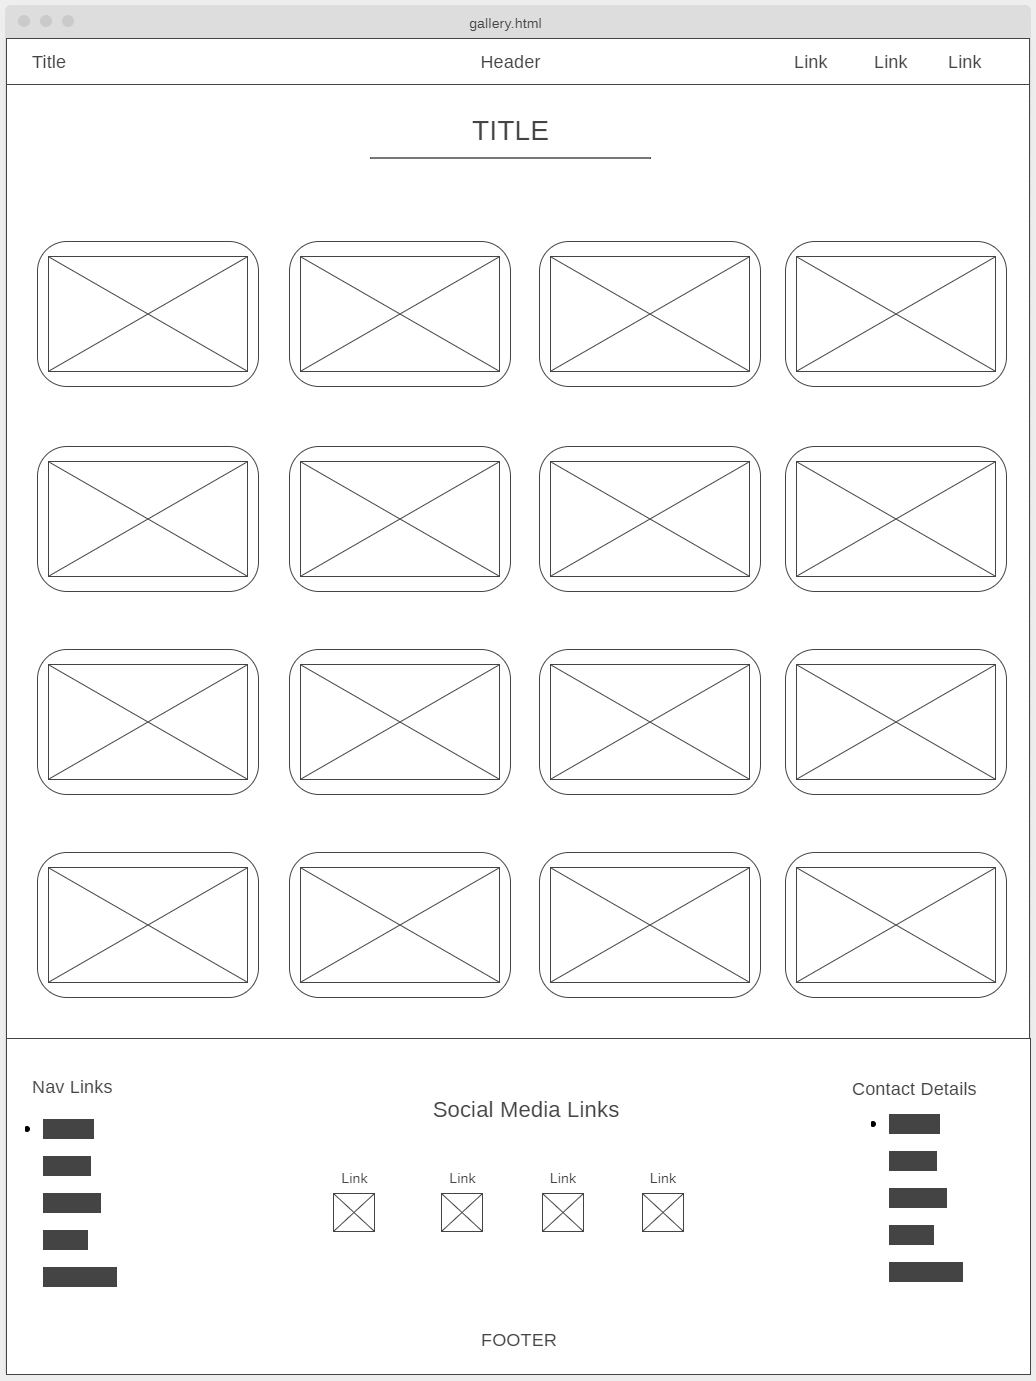 gallery.html
Title Header Link Link Link
TITLE
Nav Links
Social Media Links
Link Link Link Link
Contact Details
FOOTER